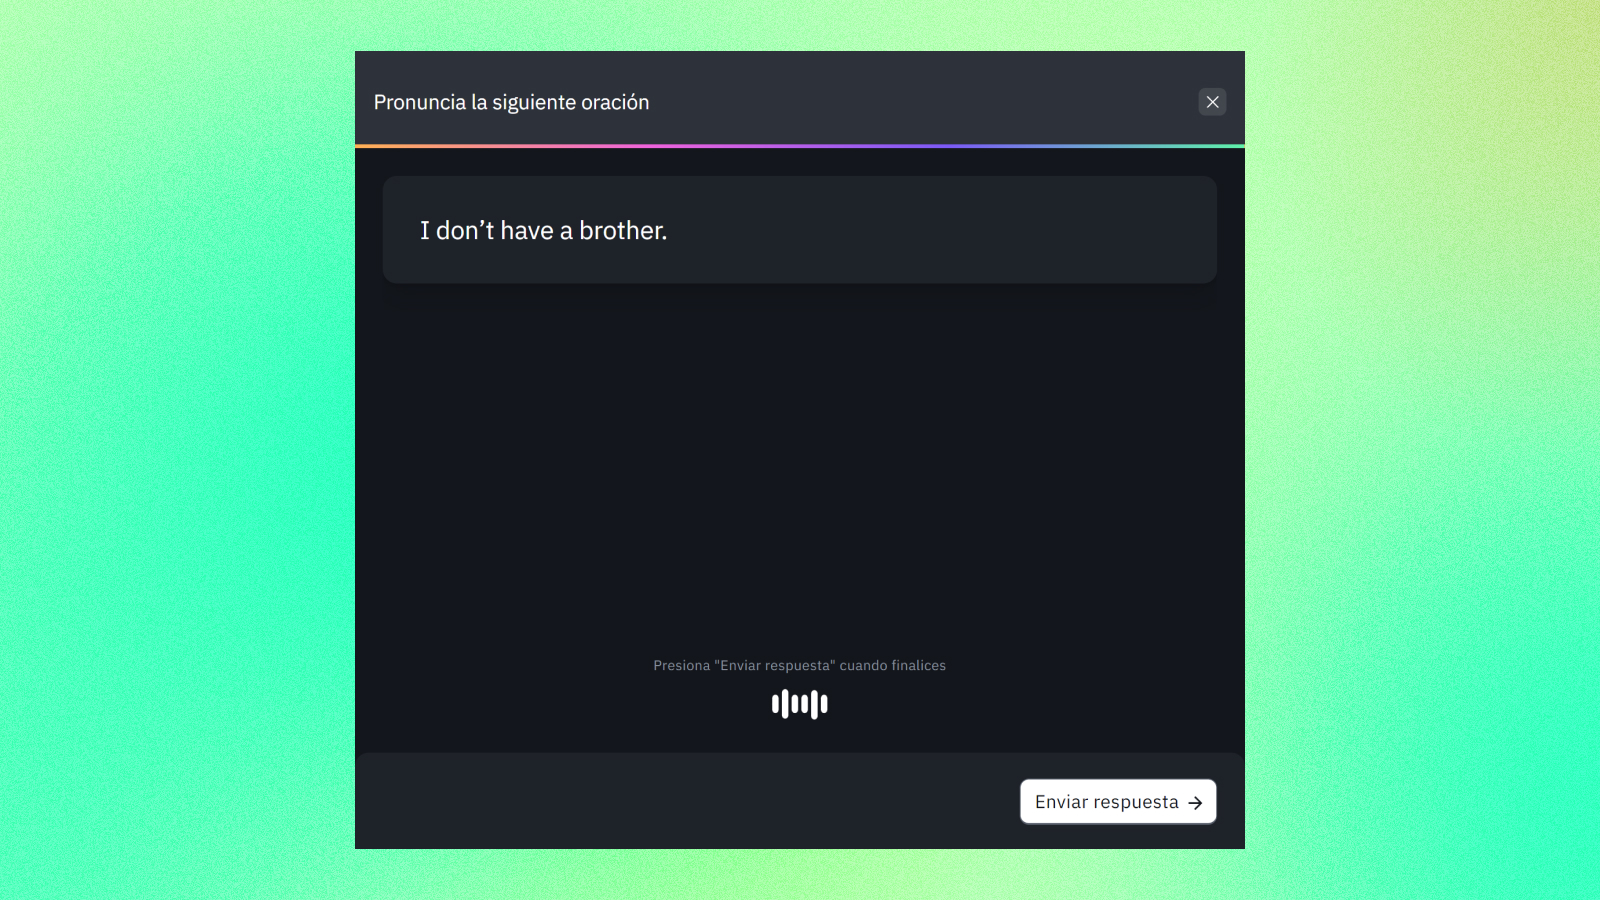 Pronuncia la siguiente oración
I don’t have a brother.
Presiona "Enviar respuesta" cuando finalices
Enviar respuesta →